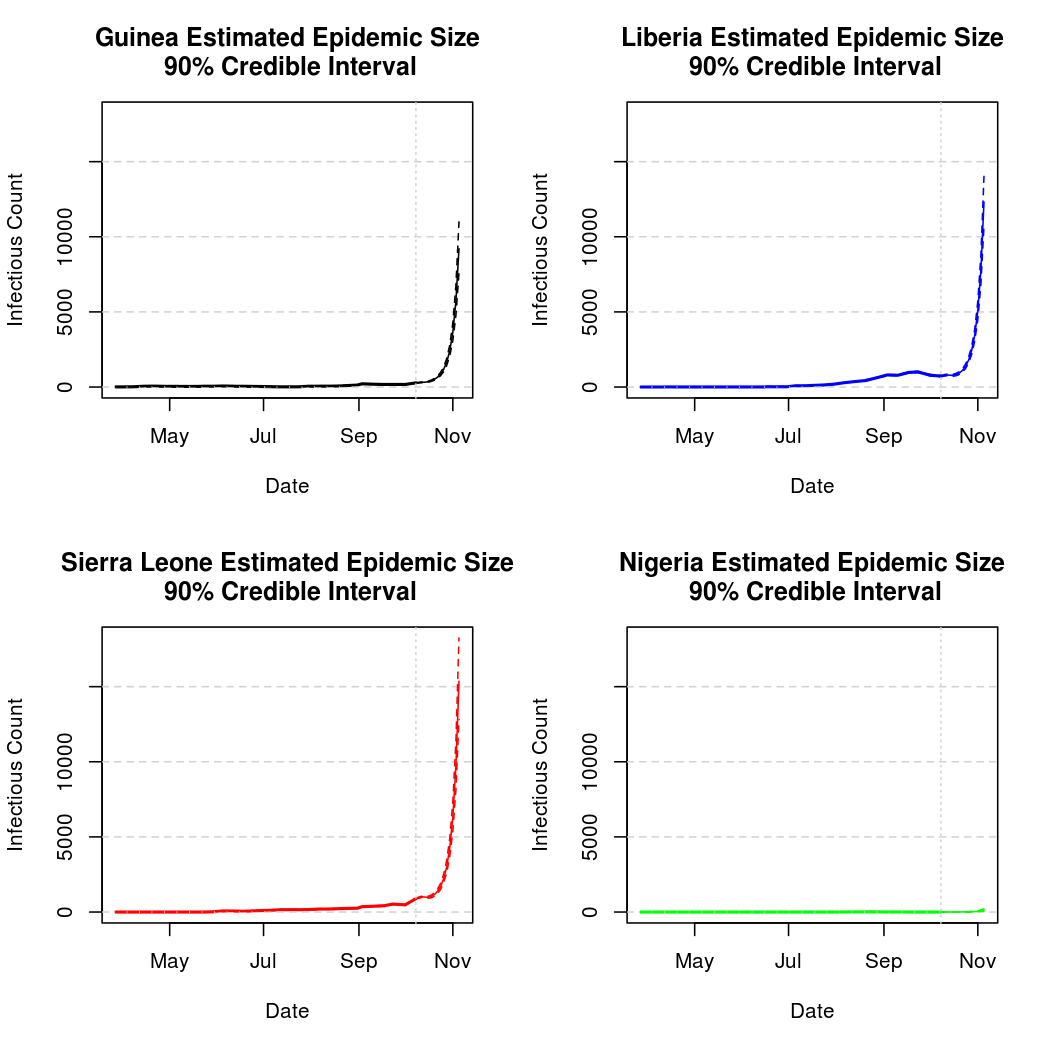 Guinea Estimated Epidemic Size
90% Credible Interval
Infectious Count
10000
5000
0
May
Jul
Sep
Nov
Date
Liberia Estimated Epidemic Size
90% Credible Interval
Infectious Count
10000
5000
0
May
Jul
Sep
Nov
Date
Sierra Leone Estimated Epidemic Size
90% Credible Interval
Infectious Count
10000
5000
0
May
Jul
Sep
Nov
Date
Nigeria Estimated Epidemic Size
90% Credible Interval
Infectious Count
10000
5000
0
May
Jul
Sep
Nov
Date